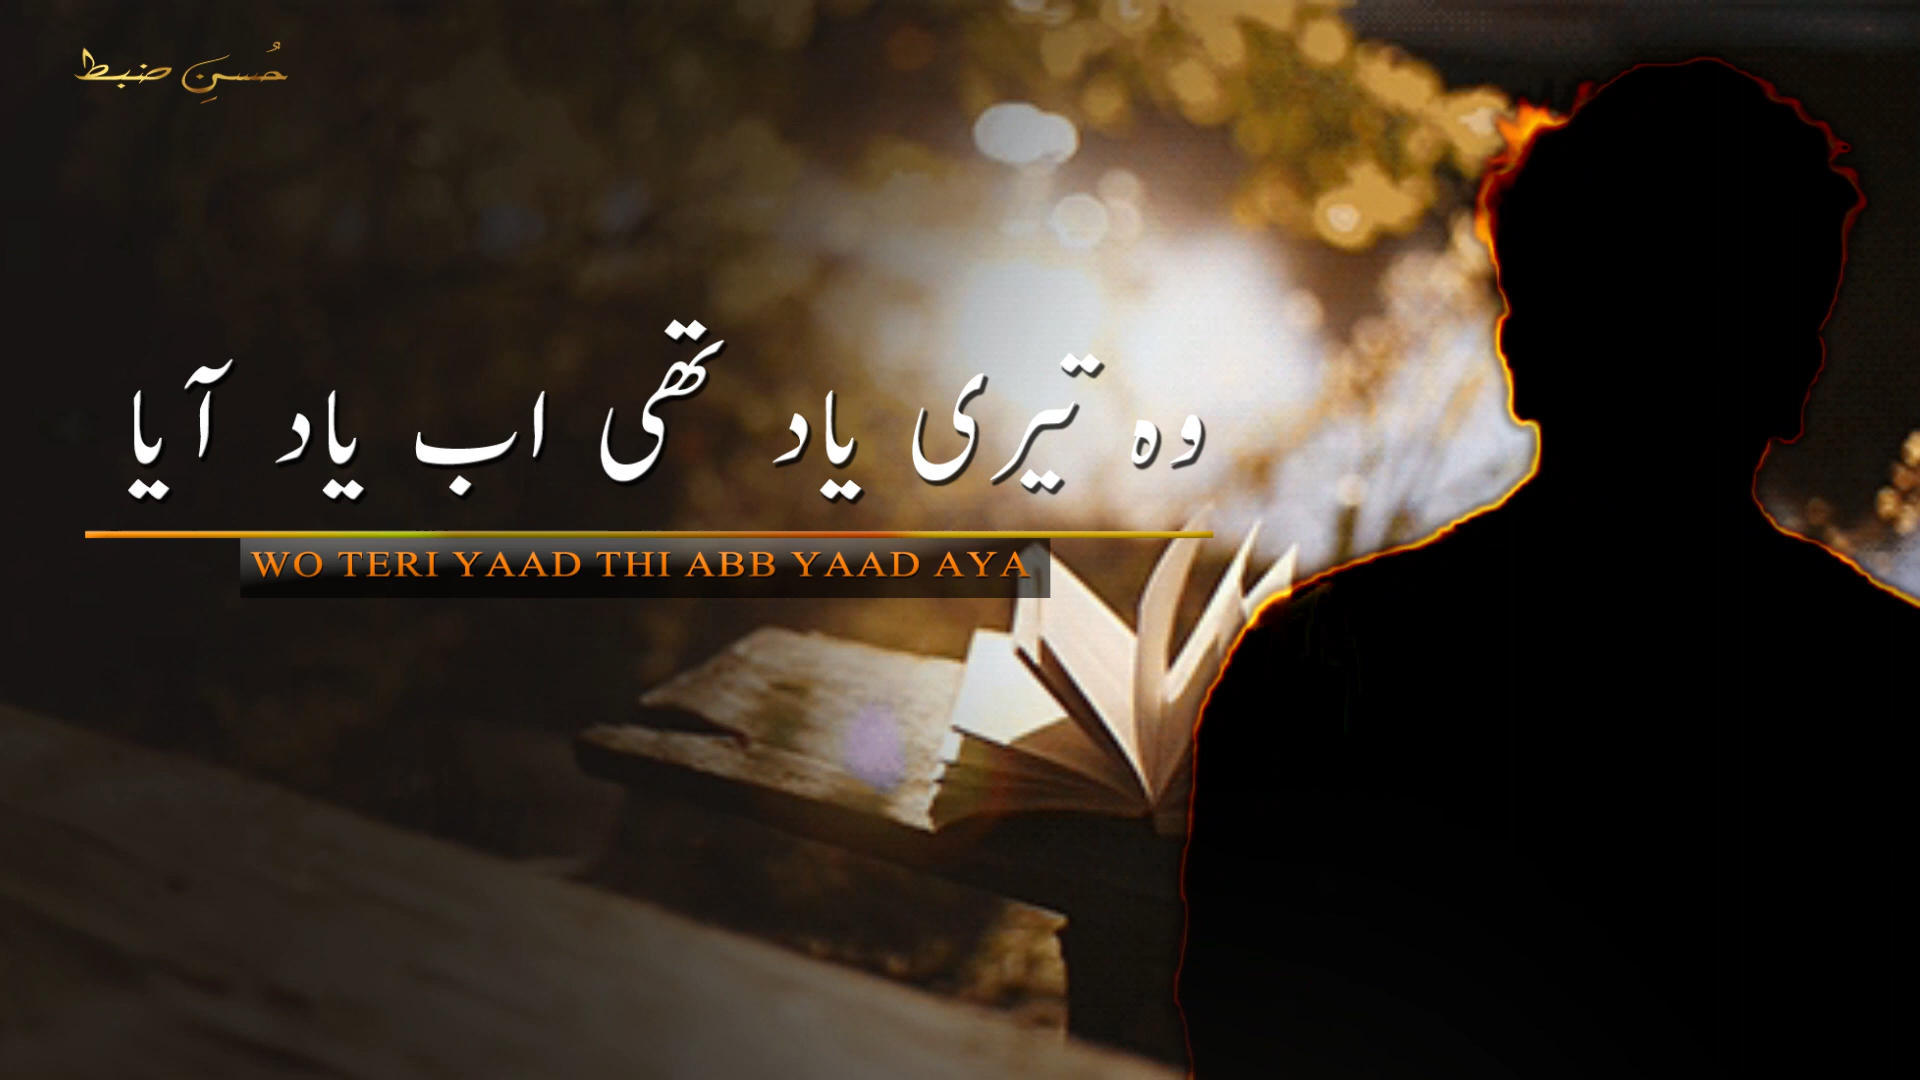 حُسنِ ضبط
وہ تیری یاد تھی اب یاد آیا
WO TERI YAAD THI ABB YAAD AYA